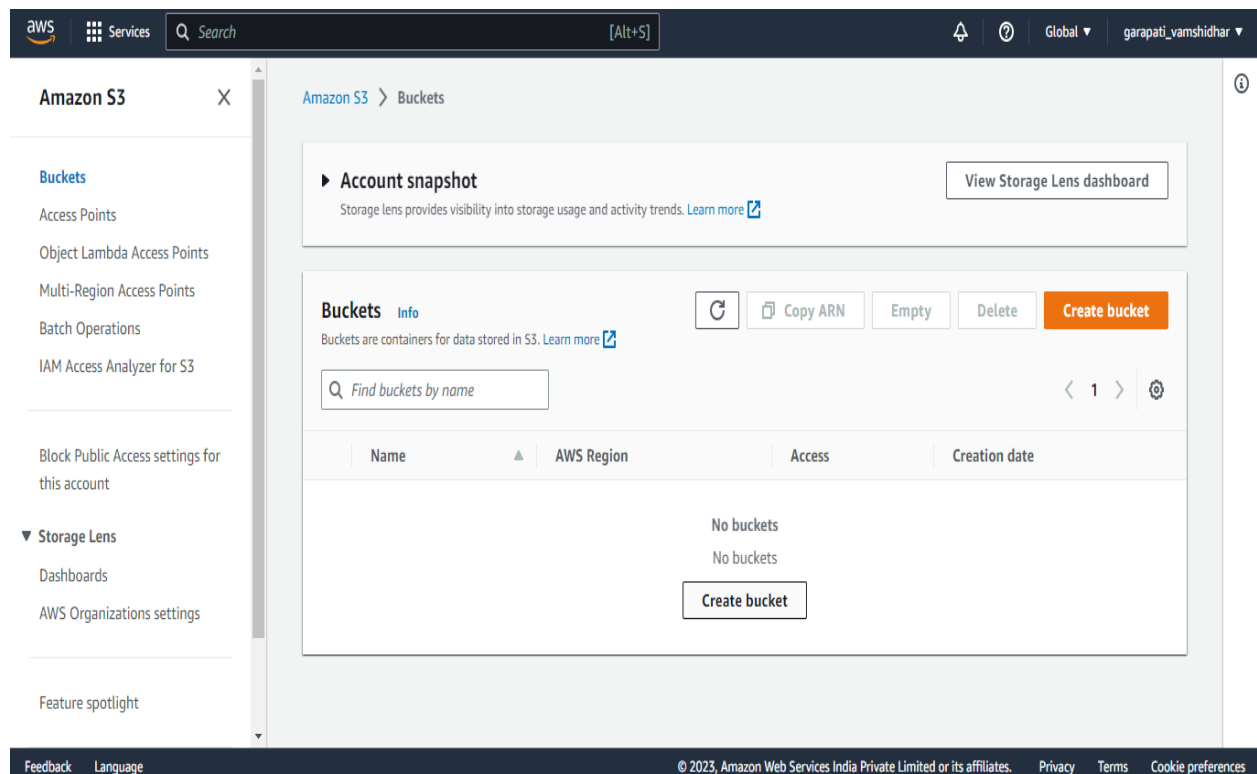 aws
Services
Search
[Alt+S]
Global
garapati_vamshidhar
Amazon S3
Buckets
Access Points
Object Lambda Access Points
Multi-Region Access Points
Batch Operations
IAM Access Analyzer for S3
Block Public Access settings for
this account
Storage Lens
Dashboards
AWS Organizations settings
Feature spotlight
Amazon S3 > Buckets
Account snapshot
View Storage Lens dashboard
Storage lens provides visibility into storage usage and activity trends. Learn more
Buckets Info
Copy ARN
Empty
Delete
Create bucket
Buckets are containers for data stored in S3. Learn more
Find buckets by name
1
Name
AWS Region
Access
Creation date
No buckets
No buckets
Create bucket
Feedback
Language
© 2023, Amazon Web Services India Private Limited or its affiliates.
Privacy
Terms
Cookie preferences